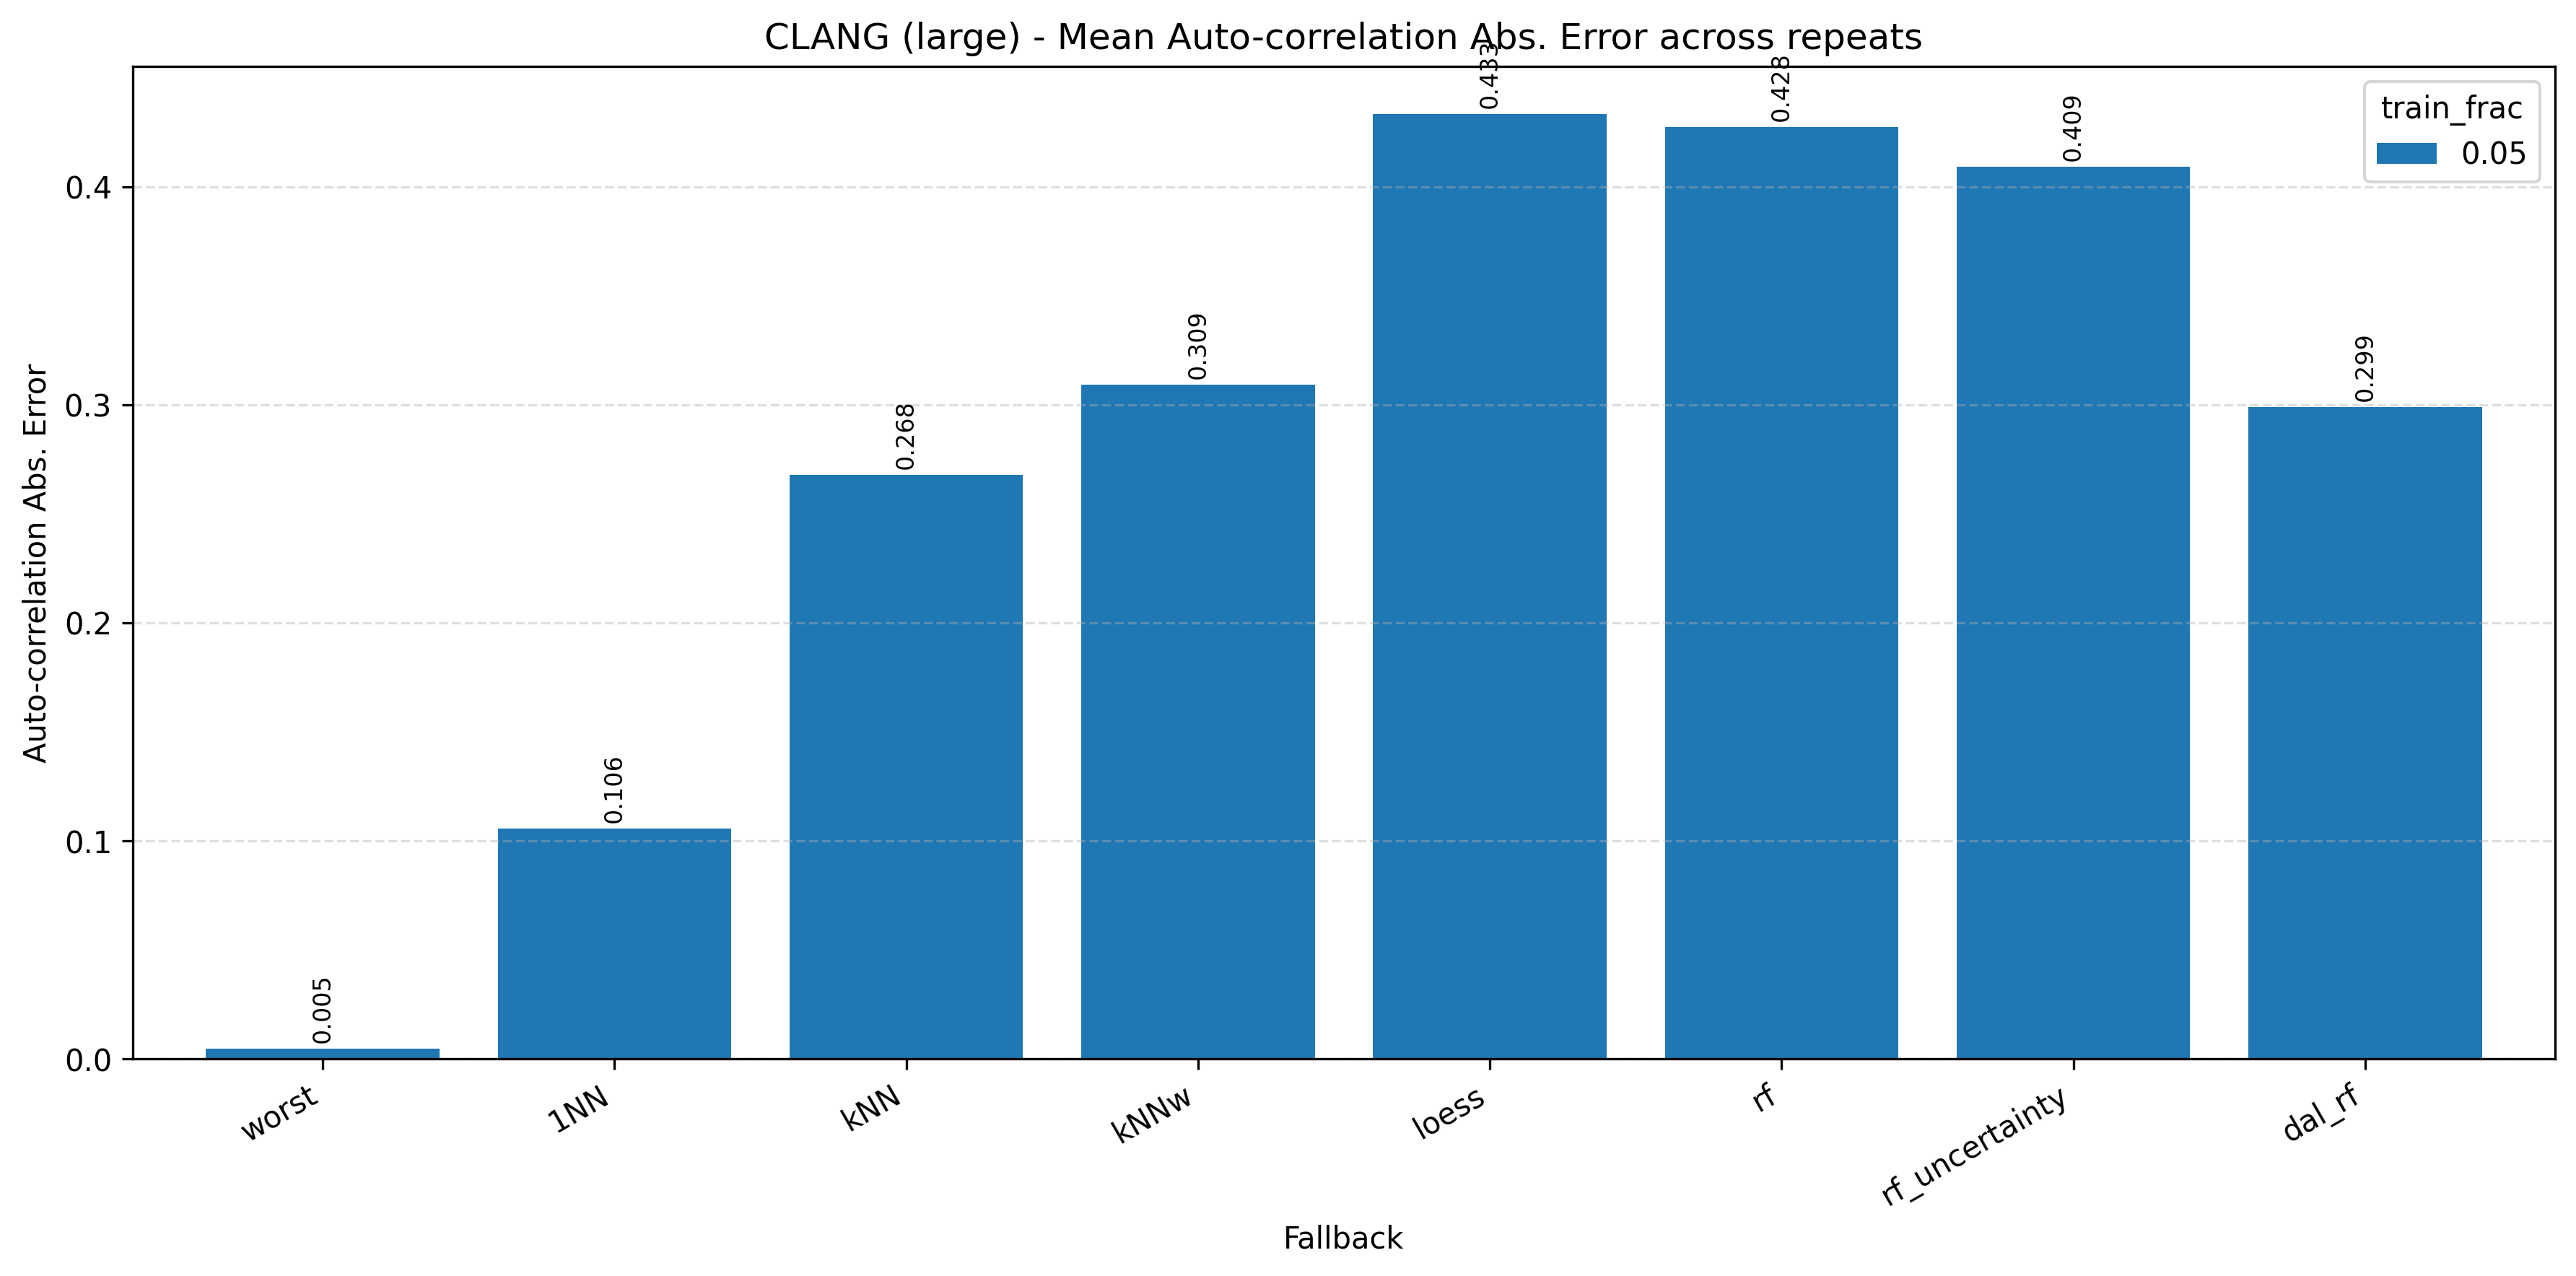 CLANG (large) - Mean Auto-correlation Abs. Error across repeats
train_frac
0.05
Auto-correlation Abs. Error
0.4
0.3
0.2
0.1
0.0
0.005
0.106
0.268
0.309
0.433
0.428
0.409
0.299
worst
1NN
kNN
kNNw
loess
rf
rf_uncertainty
dal_rf
Fallback